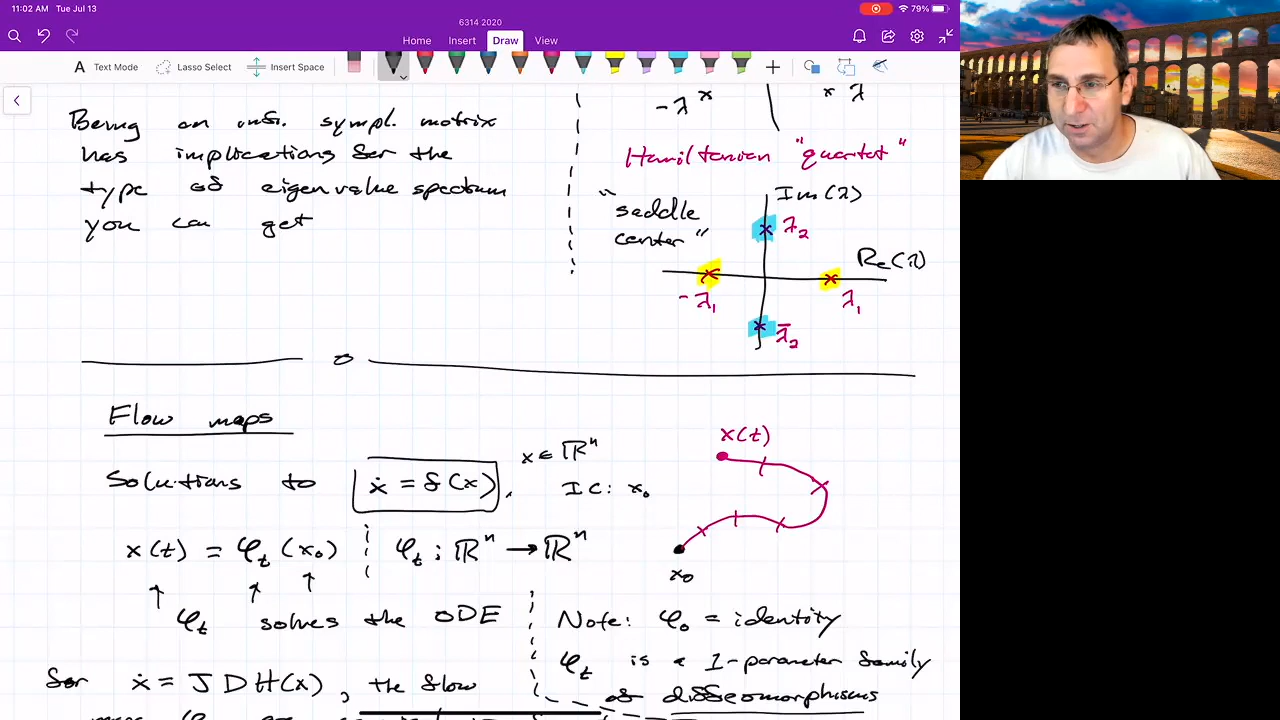 11:02 AM Tue Jul 13
79%
6314 2020
Home Insert Draw View
Text Mode Lasso Select Insert Space
Being an inf. sympl. matrix
has implications for the
type of eigenvalue spectrum
you can get
-λ
λ
Hamiltonian "quartet"
"saddle
center"
Im(λ)
λ₂
Re(λ)
-λ₁
λ₁
λ̄₂
Flow maps
Solutions to ẋ = f(x), x ∈ ℝⁿ IC: x₀
x(t) = φₜ(x₀) φₜ : ℝⁿ → ℝⁿ
φₜ solves the ODE
x(t)
x₀
Note: φ₀ = identity
φₜ is a 1-parameter family
of diffeomorphisms
for ẋ = J DH(x), the flow